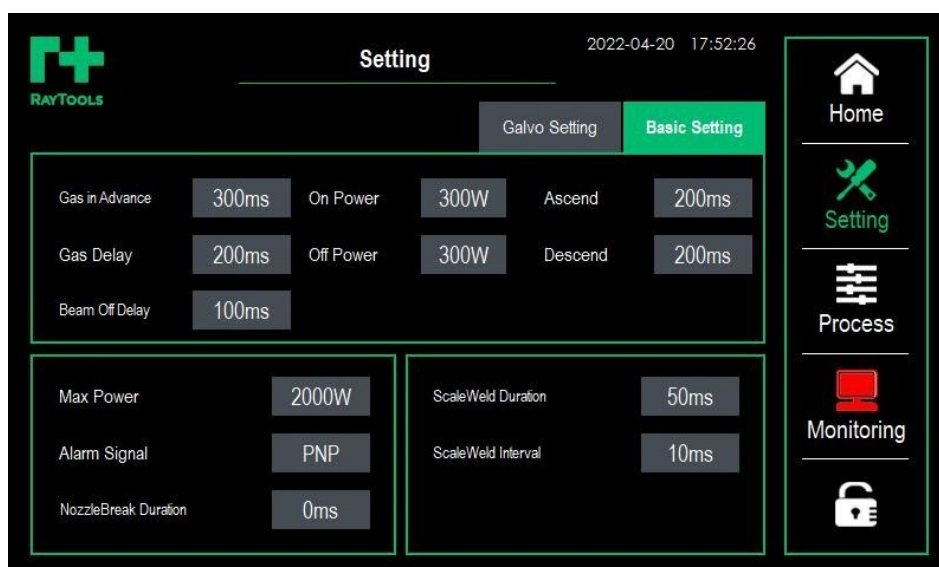 RAYTOOLS
Setting
2022-04-20 17:52:26
Galvo Setting Basic Setting
Gas in Advance 300ms On Power 300W Ascend 200ms
Gas Delay 200ms Off Power 300W Descend 200ms
Beam Off Delay 100ms
Max Power 2000W
Alarm Signal PNP
NozzleBreak Duration 0ms
ScaleWeld Duration 50ms
ScaleWeld Interval 10ms
Home
Setting
Process
Monitoring